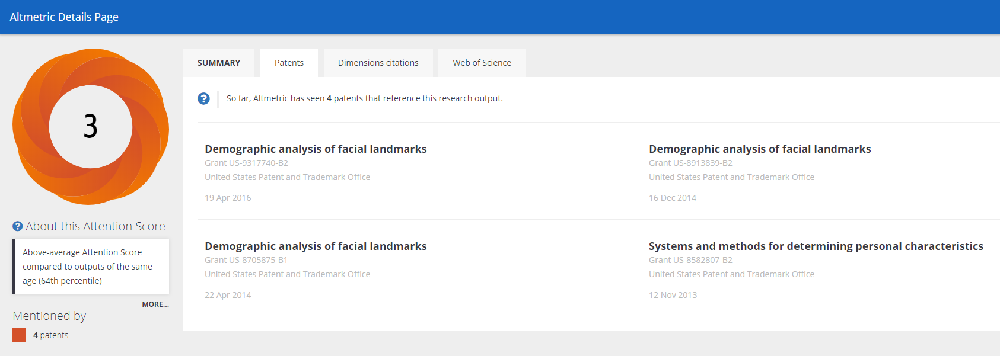 Altmetric Details Page
3
About this Attention Score
Above-average Attention Score
compared to outputs of the same
age (64th percentile)
MORE...
Mentioned by
4 patents
SUMMARY
Patents
Dimensions citations
Web of Science
So far, Altmetric has seen 4 patents that reference this research output.
Demographic analysis of facial landmarks
Grant US-9317740-B2
United States Patent and Trademark Office
19 Apr 2016
Demographic analysis of facial landmarks
Grant US-8913839-B2
United States Patent and Trademark Office
16 Dec 2014
Demographic analysis of facial landmarks
Grant US-8705875-B1
United States Patent and Trademark Office
22 Apr 2014
Systems and methods for determining personal characteristics
Grant US-8582807-B2
United States Patent and Trademark Office
12 Nov 2013